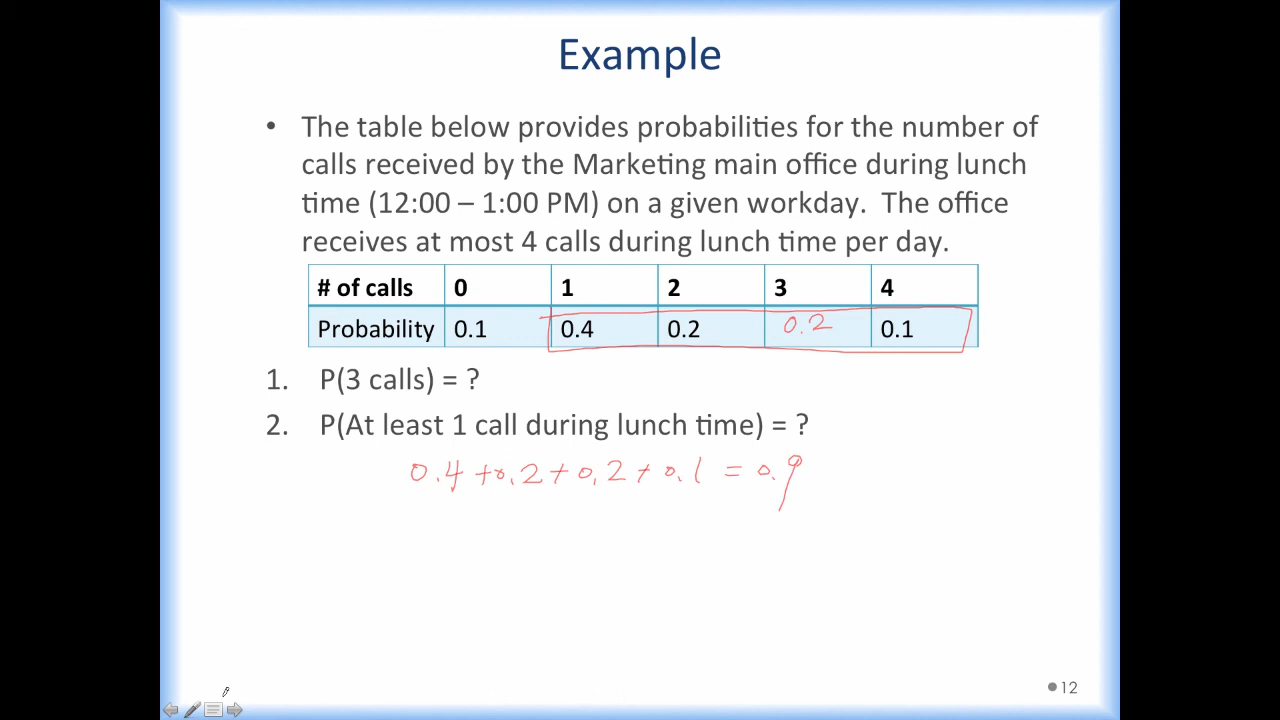 Example
• The table below provides probabilities for the number of
calls received by the Marketing main office during lunch
time (12:00 – 1:00 PM) on a given workday. The office
receives at most 4 calls during lunch time per day.
# of calls 0 1 2 3 4
Probability 0.1 0.4 0.2 0.2 0.1
1. P(3 calls) = ?
2. P(At least 1 call during lunch time) = ?
0.4 + 0.2 + 0.2 + 0.1 = 0.9
12